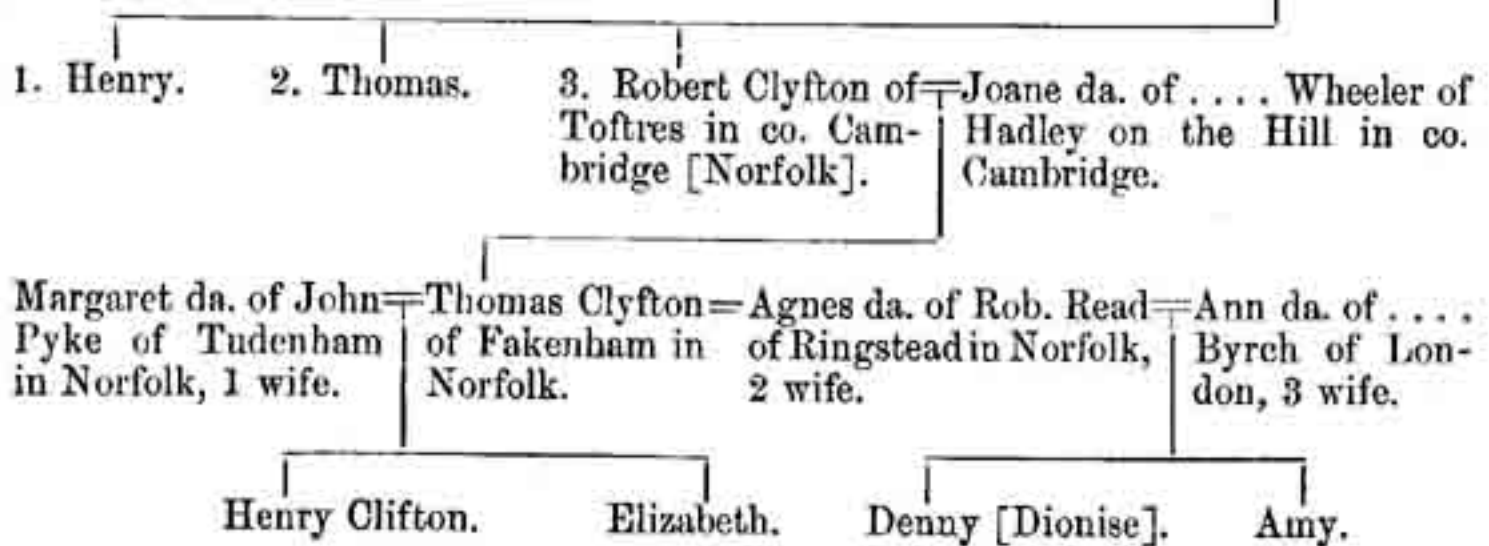 1. Henry.
2. Thomas.
3. Robert Clyfton of
Toftres in co. Cam-
bridge [Norfolk].
Joane da. of .... Wheeler of
Hadley on the Hill in co.
Cambridge.
Margaret da. of John
Pyke of Tudenham
in Norfolk, 1 wife.
Thomas Clyfton
of Fakenham in
Norfolk.
Agnes da. of Rob. Read
of Ringstead in Norfolk,
2 wife.
Ann da. of ....
Byrch of Lon-
don, 3 wife.
Henry Clifton.
Elizabeth.
Denny [Dionise].
Amy.